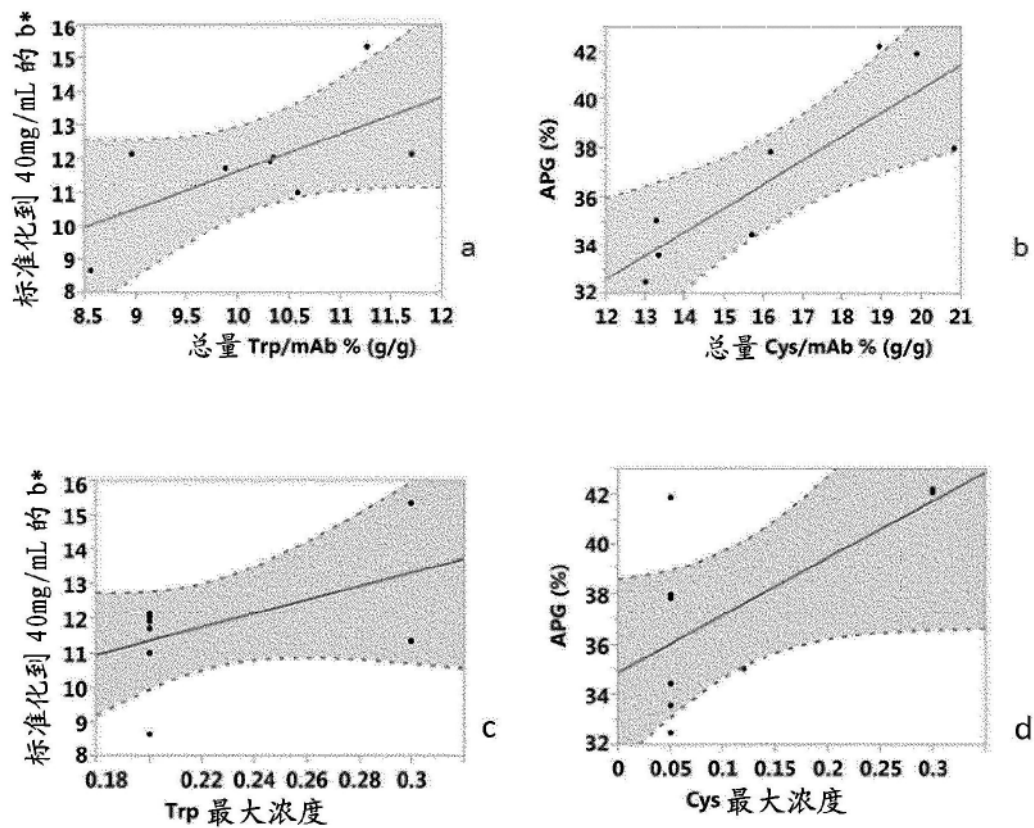 标准化到 40mg/mL 的 b*
16
15
14
13
12
11
10
9
8
8.5 9 9.5 10 10.5 11 11.5 12
总量 Trp/mAb % (g/g)
a
APG (%)
42
40
38
36
34
32
12 13 14 15 16 17 18 19 20 21
总量 Cys/mAb % (g/g)
b
标准化到 40mg/mL 的 b*
16
15
14
13
12
11
10
9
8
0.18 0.22 0.24 0.26 0.28 0.3
Trp 最大浓度
c
APG (%)
42
40
38
36
34
32
0 0.05 0.1 0.15 0.2 0.25 0.3
Cys 最大浓度
d